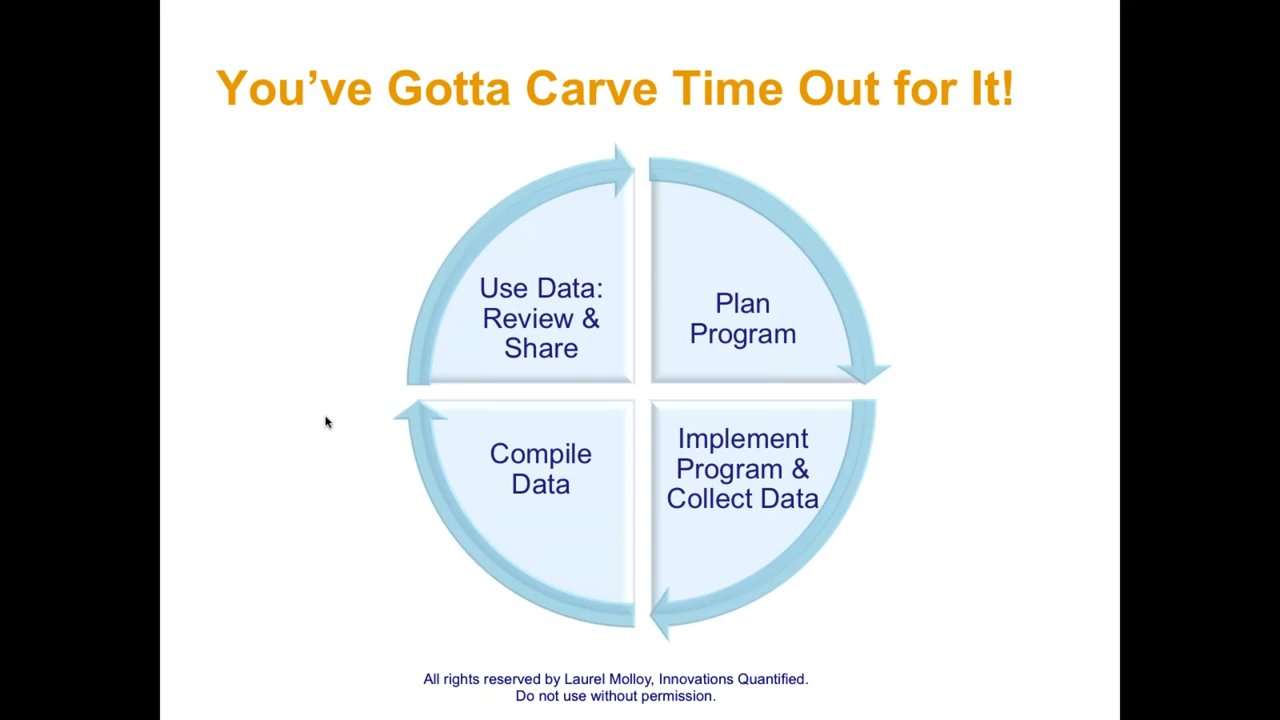 You've Gotta Carve Time Out for It!
Use Data:
Review &
Share
Plan
Program
Compile
Data
Implement
Program &
Collect Data
All rights reserved by Laurel Molloy, Innovations Quantified.
Do not use without permission.